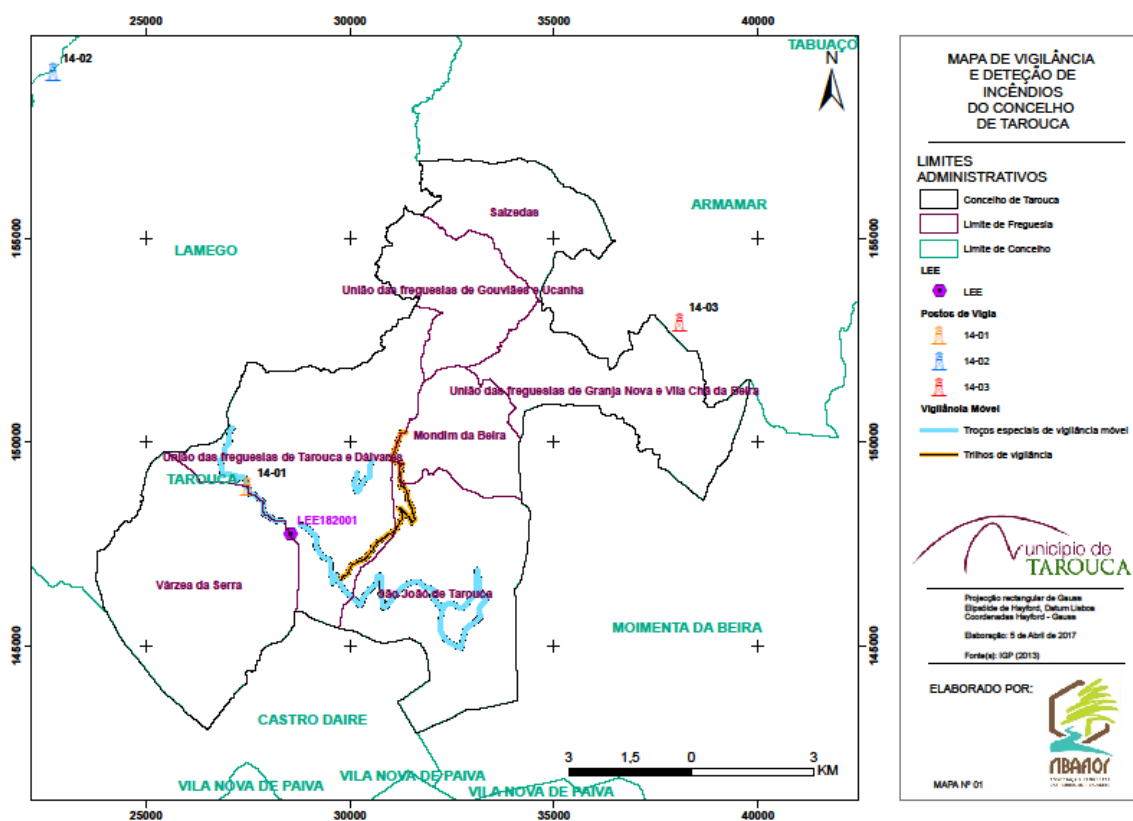 25000
30000
35000
40000
14-02
TABUAÇO
N
Salzedas
ARMAMAR
155000
155000
LAMEGO
União das freguesias de Gouviães e Ucanha
14-03
União das freguesias de Granja Nova e Vila Chã da Beira
150000
150000
Mondim da Beira
União das freguesias de Tarouca e Dálvares
TAROUCA
14-01
LEE182001
Várzea da Serra
São João de Tarouca
MOIMENTA DA BEIRA
145000
145000
CASTRO DAIRE
VILA NOVA DE PAIVA
VILA NOVA DE PAIVA
VILA NOVA DE PAIVA
3
1,5
0
3
KM
25000
30000
35000
40000
MAPA DE VIGILÂNCIA
E DETEÇÃO DE
INCÊNDIOS
DO CONCELHO
DE TAROUCA
LIMITES
ADMINISTRATIVOS
Concelho de Tarouca
Limite de Freguesia
Limite de Concelho
LEE
LEE
Postos de Vigia
14-01
14-02
14-03
Vigilância Móvel
Troços especiais de vigilância móvel
Trilhos de vigilância
município de
TAROUCA
Projecção rectangular de Gauss
Elipsóide de Hayford, Datum Lisboa
Coordenadas Hayford - Gauss
Elaboração: 5 de Abril de 2017
Fonte(s): IGP (2013)
ELABORADO POR:
MAPA Nº 01